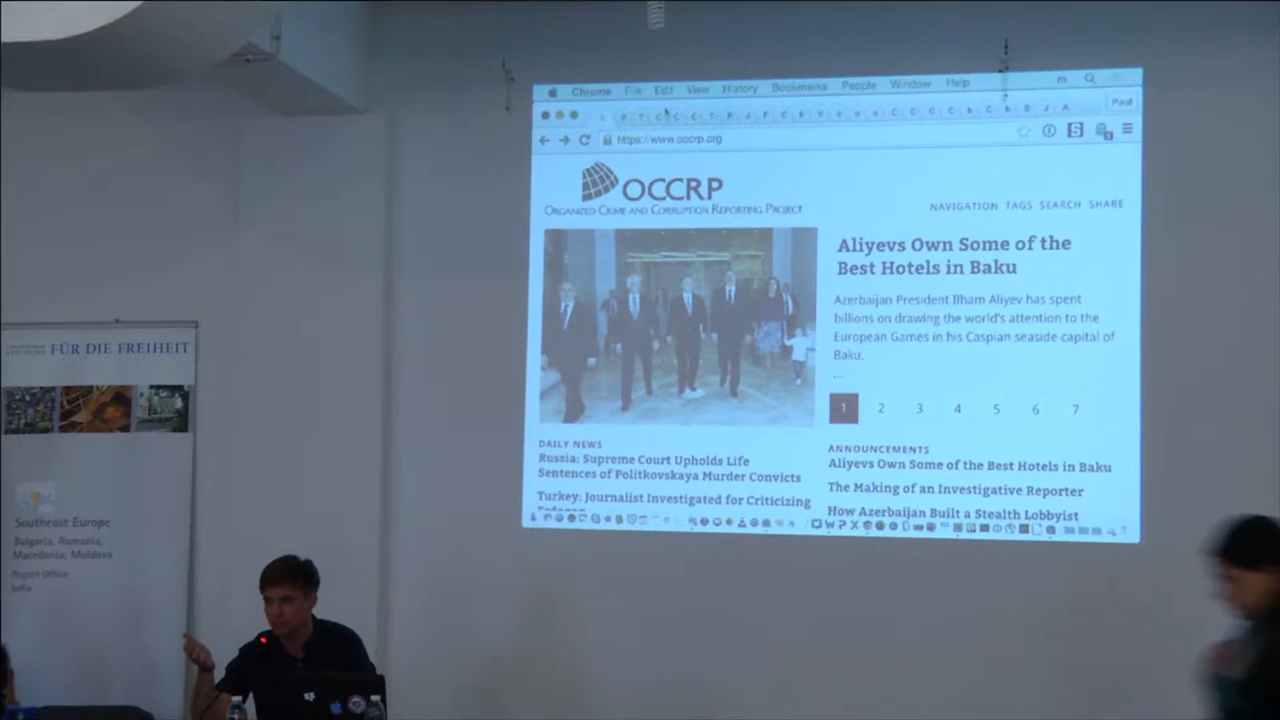 Chrome File Edit View History Bookmarks People Window Help
Paul
https://www.occrp.org
OCCRP
ORGANIZED CRIME AND CORRUPTION REPORTING PROJECT
NAVIGATION TAGS SEARCH SHARE
Aliyevs Own Some of the
Best Hotels in Baku
Azerbaijan President Ilham Aliyev has spent
billions on drawing the world's attention to the
European Games in his Caspian seaside capital of
Baku.
...
1 2 3 4 5 6 7
DAILY NEWS
Russia: Supreme Court Upholds Life
Sentences of Politkovskaya Murder Convicts
Turkey: Journalist Investigated for Criticizing
ANNOUNCEMENTS
Aliyevs Own Some of the Best Hotels in Baku
The Making of an Investigative Reporter
How Azerbaijan Built a Stealth Lobbyist
FÜR DIE FREIHEIT
Southeast Europe
Bulgaria, Romania,
Macedonia, Moldova
Project Office
Sofia